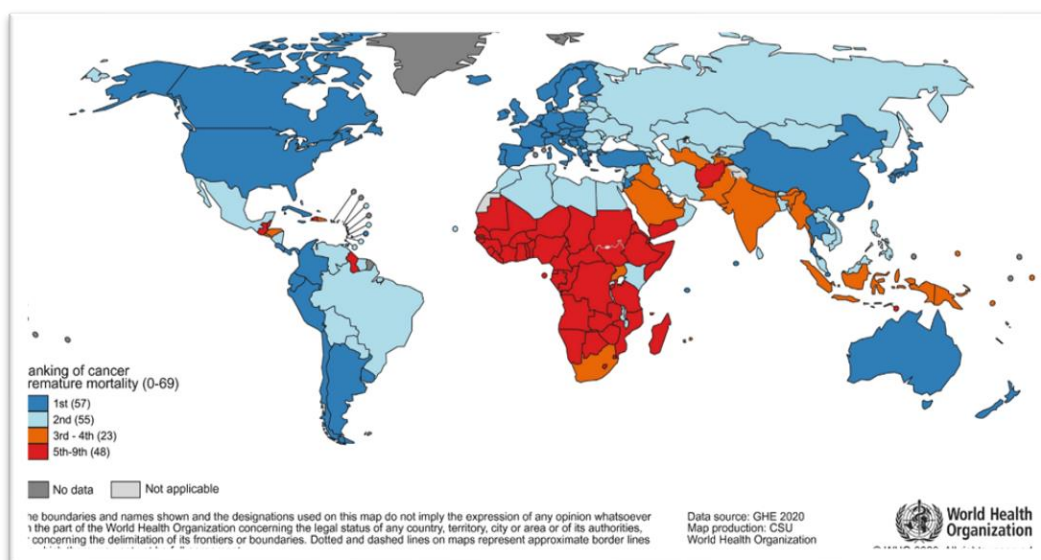 anking of cancer
remature mortality (0-69)
1st (57)
2nd (55)
3rd - 4th (23)
5th-9th (48)
No data
Not applicable
he boundaries and names shown and the designations used on this map do not imply the expression of any opinion whatsoever
n the part of the World Health Organization concerning the legal status of any country, territory, city or area or of its authorities,
concerning the delimitation of its frontiers or boundaries. Dotted and dashed lines on maps represent approximate border lines
Data source: GHE 2020
Map production: CSU
World Health Organization
World Health
Organization